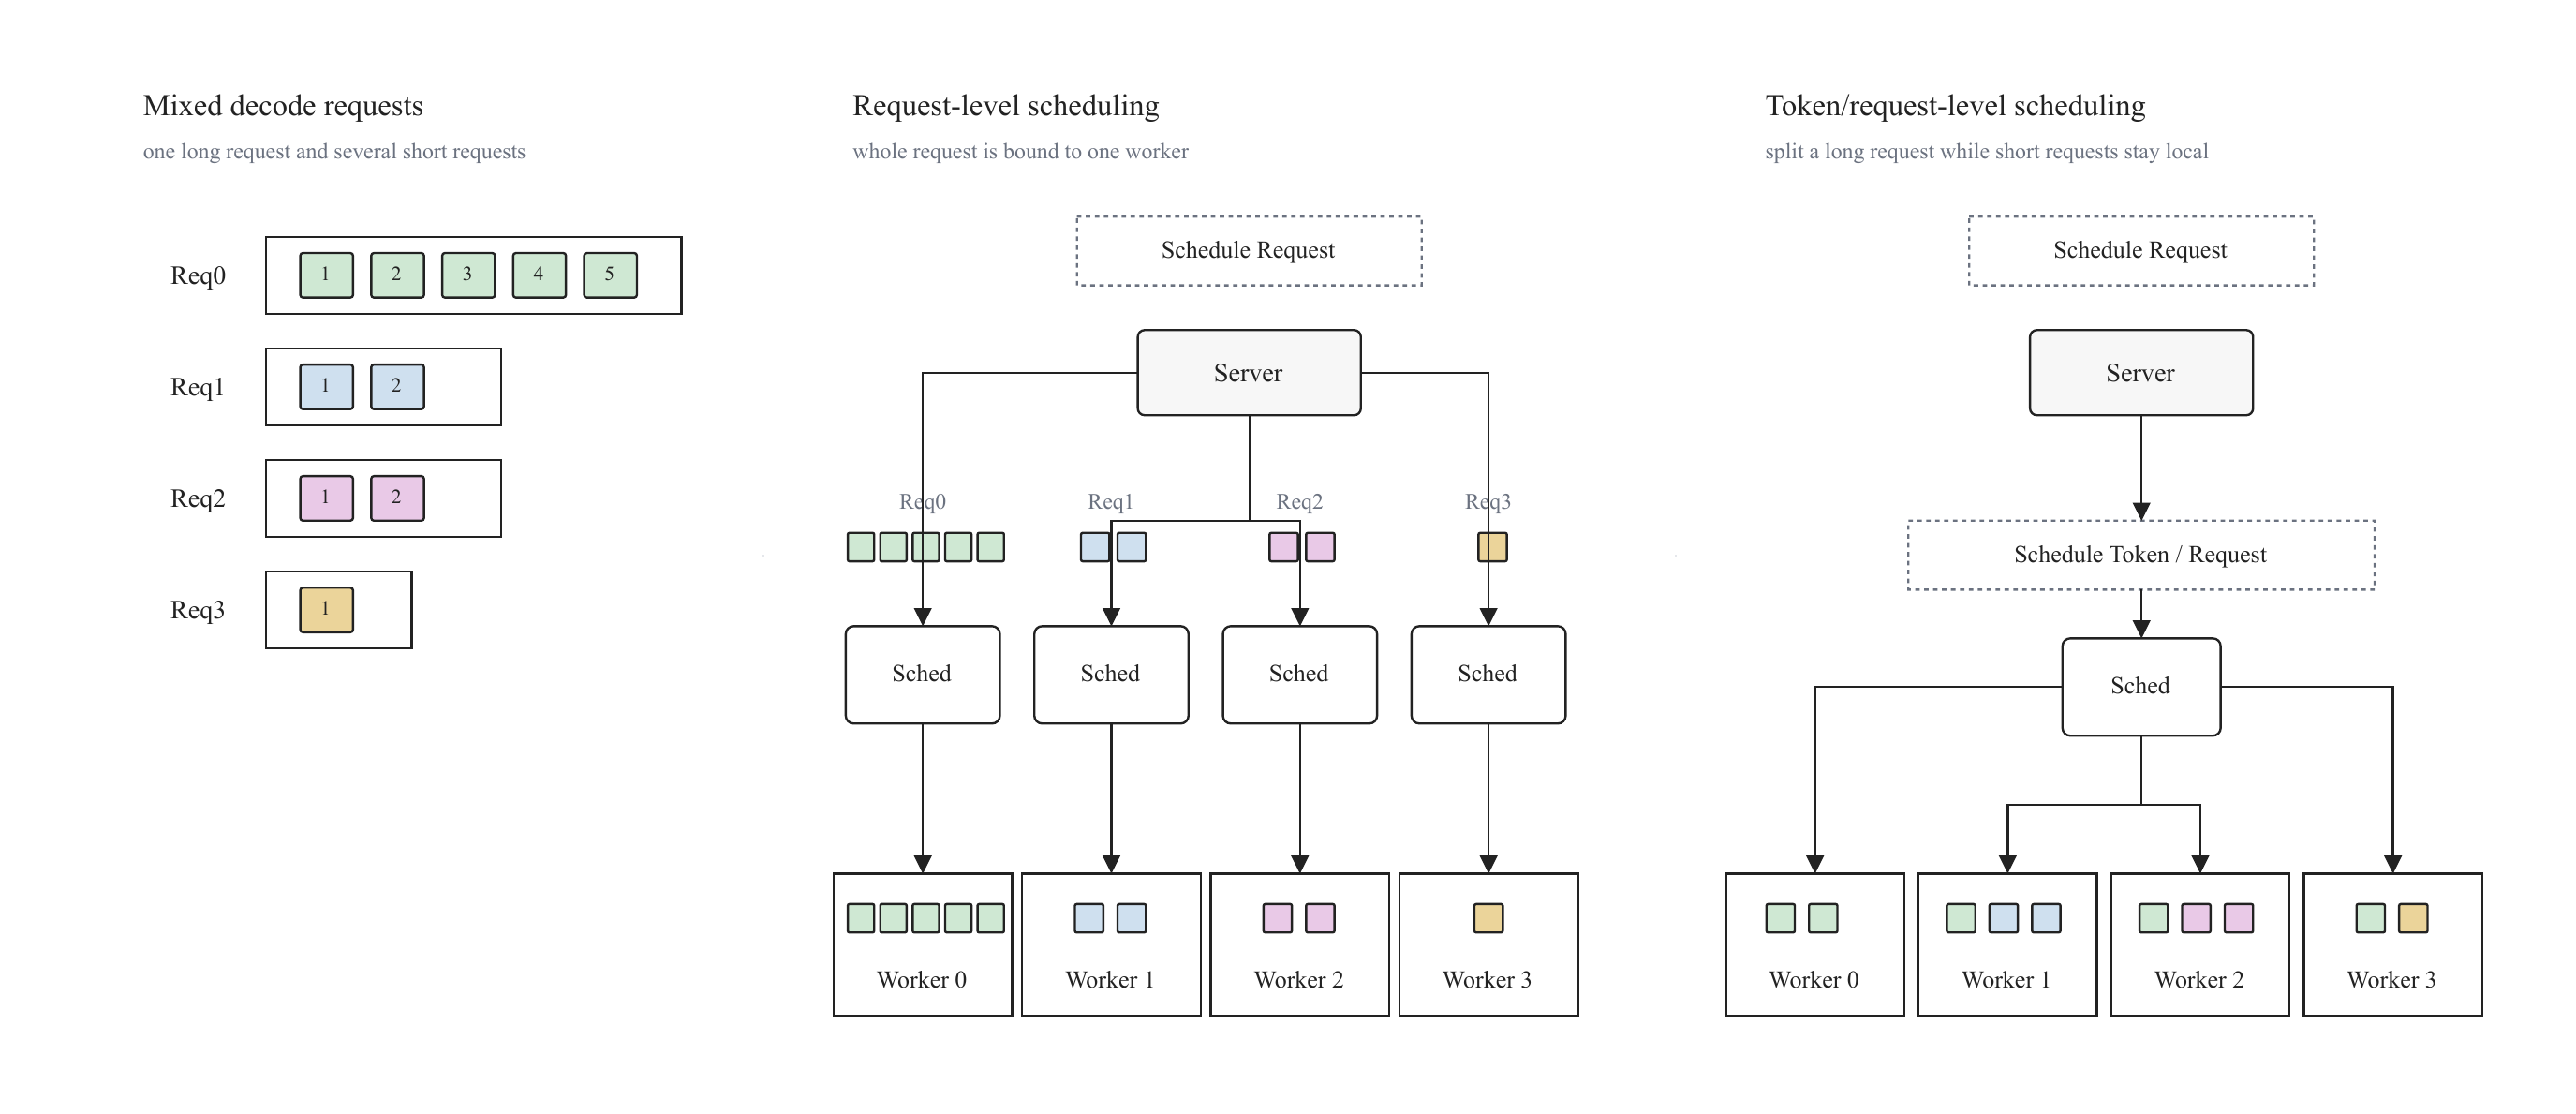 Mixed decode requests
one long request and several short requests
Req0
1 2 3 4 5
Req1
1 2
Req2
1 2
Req3
1
Request-level scheduling
whole request is bound to one worker
Schedule Request
Server
Req0 Req1 Req2 Req3
Sched Sched Sched Sched
Worker 0 Worker 1 Worker 2 Worker 3
Token/request-level scheduling
split a long request while short requests stay local
Schedule Request
Server
Schedule Token / Request
Sched
Worker 0 Worker 1 Worker 2 Worker 3